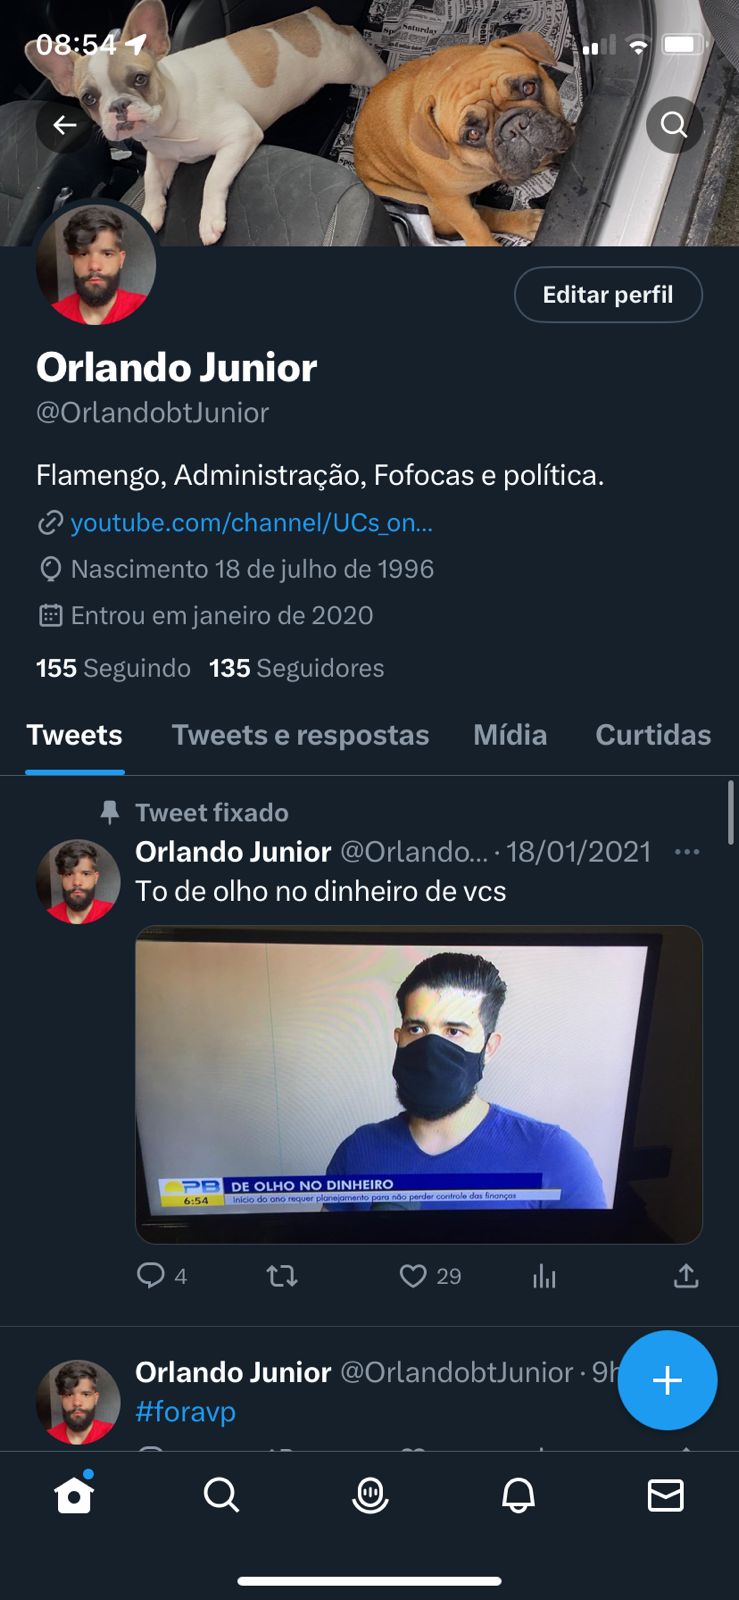 08:54
Saturday
Editar perfil
Orlando Junior
@OrlandobtJunior
Flamengo, Administração, Fofocas e política.
youtube.com/channel/UCs_on...
Nascimento 18 de julho de 1996
Entrou em janeiro de 2020
155 Seguindo 135 Seguidores
Tweets Tweets e respostas Mídia Curtidas
Tweet fixado
Orlando Junior @Orlando... · 18/01/2021
To de olho no dinheiro de vcs
PB DE OLHO NO DINHEIRO
6:54 Início do ano requer planejamento para não perder controle das finanças
4 29
Orlando Junior @OrlandobtJunior · 9h
#foravp